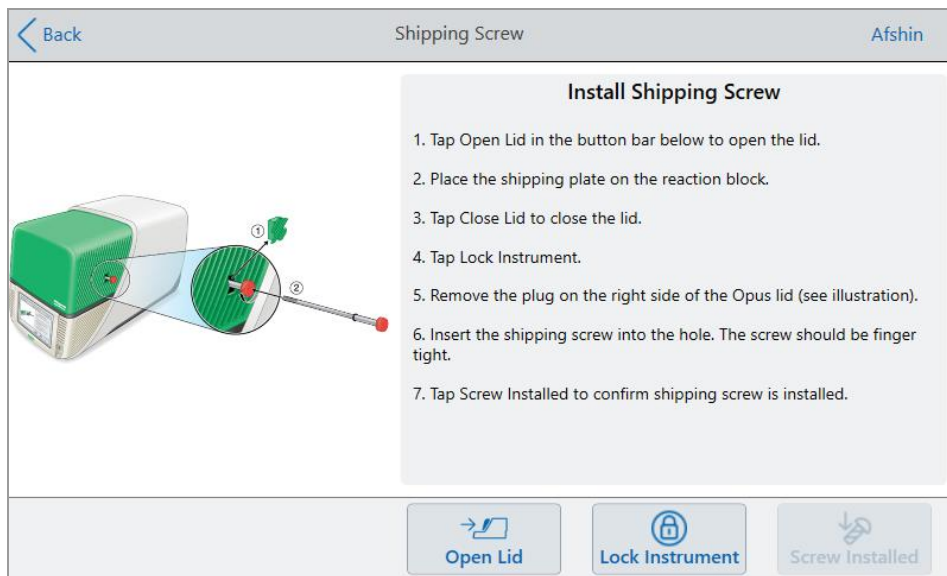 Back
Shipping Screw
Afshin
Install Shipping Screw
1. Tap Open Lid in the button bar below to open the lid.
2. Place the shipping plate on the reaction block.
3. Tap Close Lid to close the lid.
4. Tap Lock Instrument.
5. Remove the plug on the right side of the Opus lid (see illustration).
6. Insert the shipping screw into the hole. The screw should be finger
tight.
7. Tap Screw Installed to confirm shipping screw is installed.
1
2
Open Lid
Lock Instrument
Screw Installed